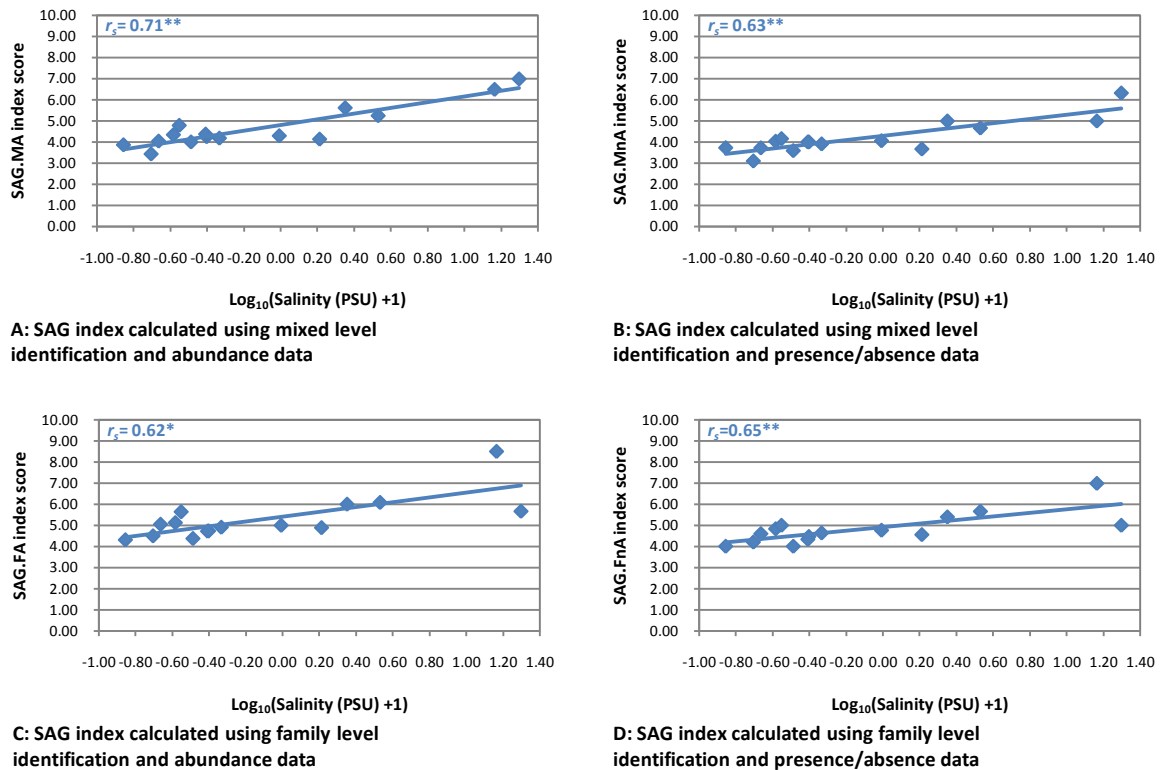 r_s= 0.71**
SAG.MA index score
10.00
9.00
8.00
7.00
6.00
5.00
4.00
3.00
2.00
1.00
0.00
-1.00 -0.80 -0.60 -0.40 -0.20 0.00 0.20 0.40 0.60 0.80 1.00 1.20 1.40
Log10(Salinity (PSU) +1)
A: SAG index calculated using mixed level
identification and abundance data
r_s= 0.63**
SAG.MnA index score
10.00
9.00
8.00
7.00
6.00
5.00
4.00
3.00
2.00
1.00
0.00
-1.00 -0.80 -0.60 -0.40 -0.20 0.00 0.20 0.40 0.60 0.80 1.00 1.20 1.40
Log10(Salinity (PSU) +1)
B: SAG index calculated using mixed level
identification and presence/absence data
r_s= 0.62*
SAG.FA index score
10.00
9.00
8.00
7.00
6.00
5.00
4.00
3.00
2.00
1.00
0.00
-1.00 -0.80 -0.60 -0.40 -0.20 0.00 0.20 0.40 0.60 0.80 1.00 1.20 1.40
Log10(Salinity (PSU) +1)
C: SAG index calculated using family level
identification and abundance data
r_s=0.65**
SAG.FnA index score
10.00
9.00
8.00
7.00
6.00
5.00
4.00
3.00
2.00
1.00
0.00
-1.00 -0.80 -0.60 -0.40 -0.20 0.00 0.20 0.40 0.60 0.80 1.00 1.20 1.40
Log10(Salinity (PSU) +1)
D: SAG index calculated using family level
identification and presence/absence data